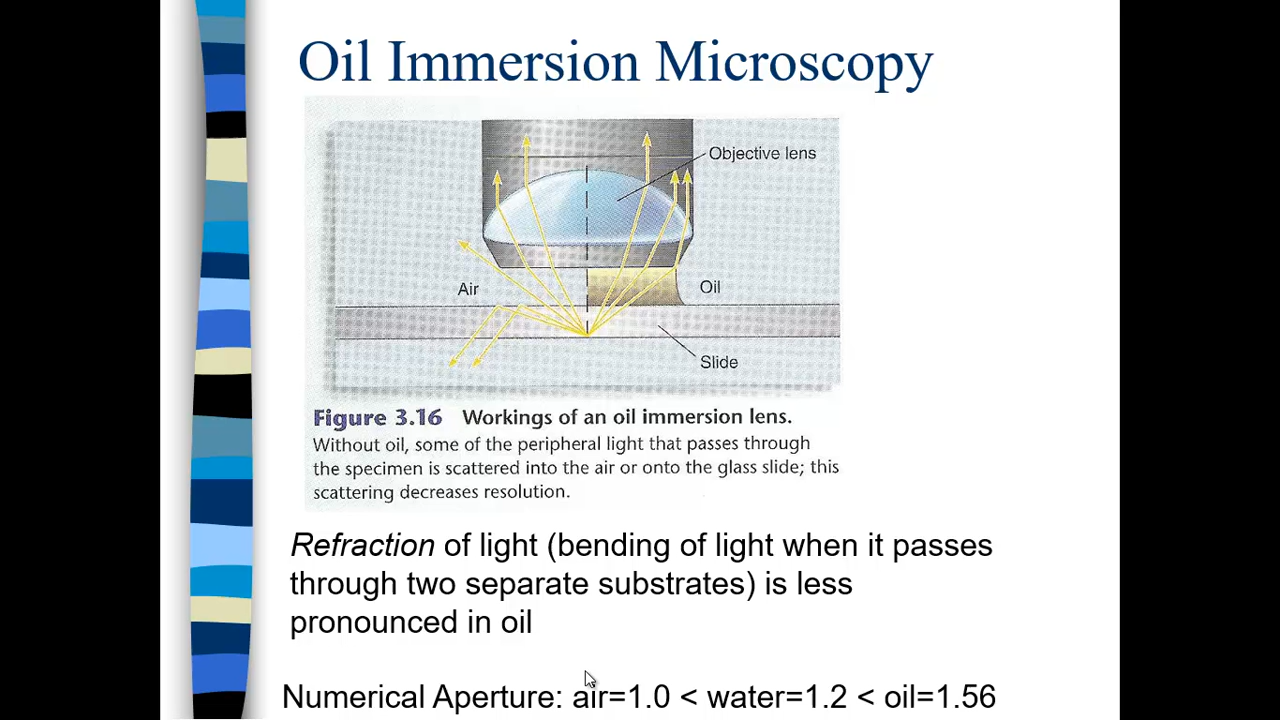 Oil Immersion Microscopy
Objective lens
Air
Oil
Slide
Figure 3.16 Workings of an oil immersion lens.
Without oil, some of the peripheral light that passes through
the specimen is scattered into the air or onto the glass slide; this
scattering decreases resolution.
Refraction of light (bending of light when it passes
through two separate substrates) is less
pronounced in oil
Numerical Aperture: air=1.0 < water=1.2 < oil=1.56